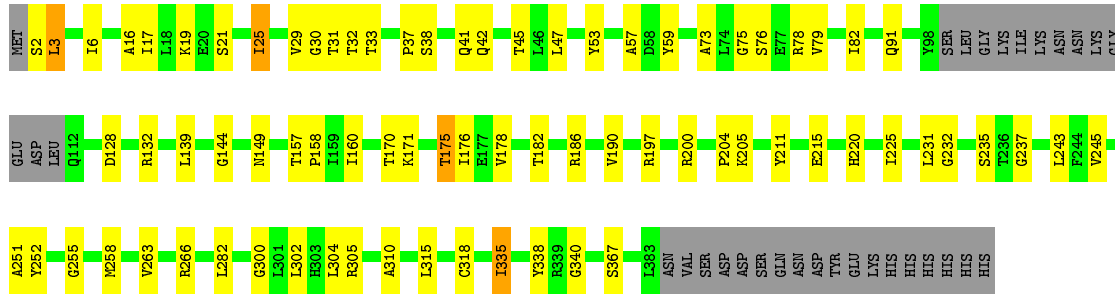 MET S2 L3 I6 A16 I17 L18 K19 E20 S21 I25 V29 G30 T31 T32 T33 P37 S38 Q41 Q42 T45 L46 L47 Y53 A57 D58 Y59 A73 L74 G75 S76 E77 R78 V79 I82 Q91 Y98 SER LEU GLY LYS ILE LYS ASN ASN LYS GLY
GLU ASP LEU Q112 D128 R132 L139 G144 N149 T157 P158 I159 I160 T170 K171 T175 I176 E177 V178 T182 R186 V190 R197 R200 P204 K205 Y211 E215 H220 I225 L231 G232 S235 T236 G237 L243 F244 V245
A251 Y252 G255 M258 V263 R266 L282 G300 L301 L302 H303 L304 R305 A310 L315 C318 I335 Y338 R339 G340 S367 L383 ASN VAL SER ASP ASP SER GLN ASN ASP TYR GLU LYS HIS HIS HIS HIS HIS HIS